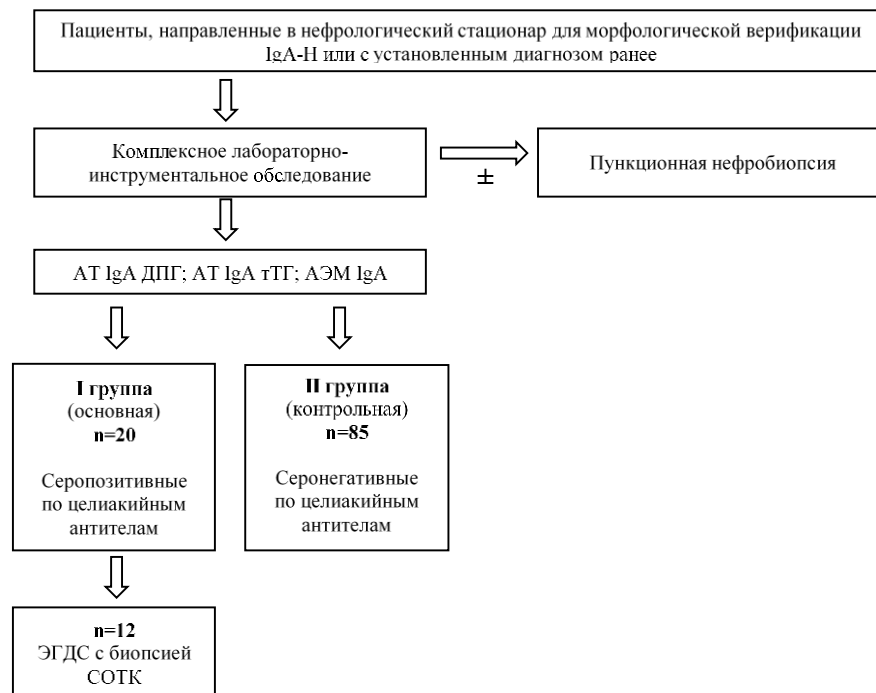 Пациенты, направленные в нефрологический стационар для морфологической верификации
IgA-Н или с установленным диагнозом ранее
Комплексное лабораторно-
инструментальное обследование
±
Пункционная нефробиопсия
АТ IgA ДПГ; АТ IgA тТГ; АЭМ IgA
I группа
(основная)
n=20
Серопозитивные
по целиакийным
антителам
II группа
(контрольная)
n=85
Серонегативные
по целиакийным
антителам
n=12
ЭГДС с биопсией
СОТК